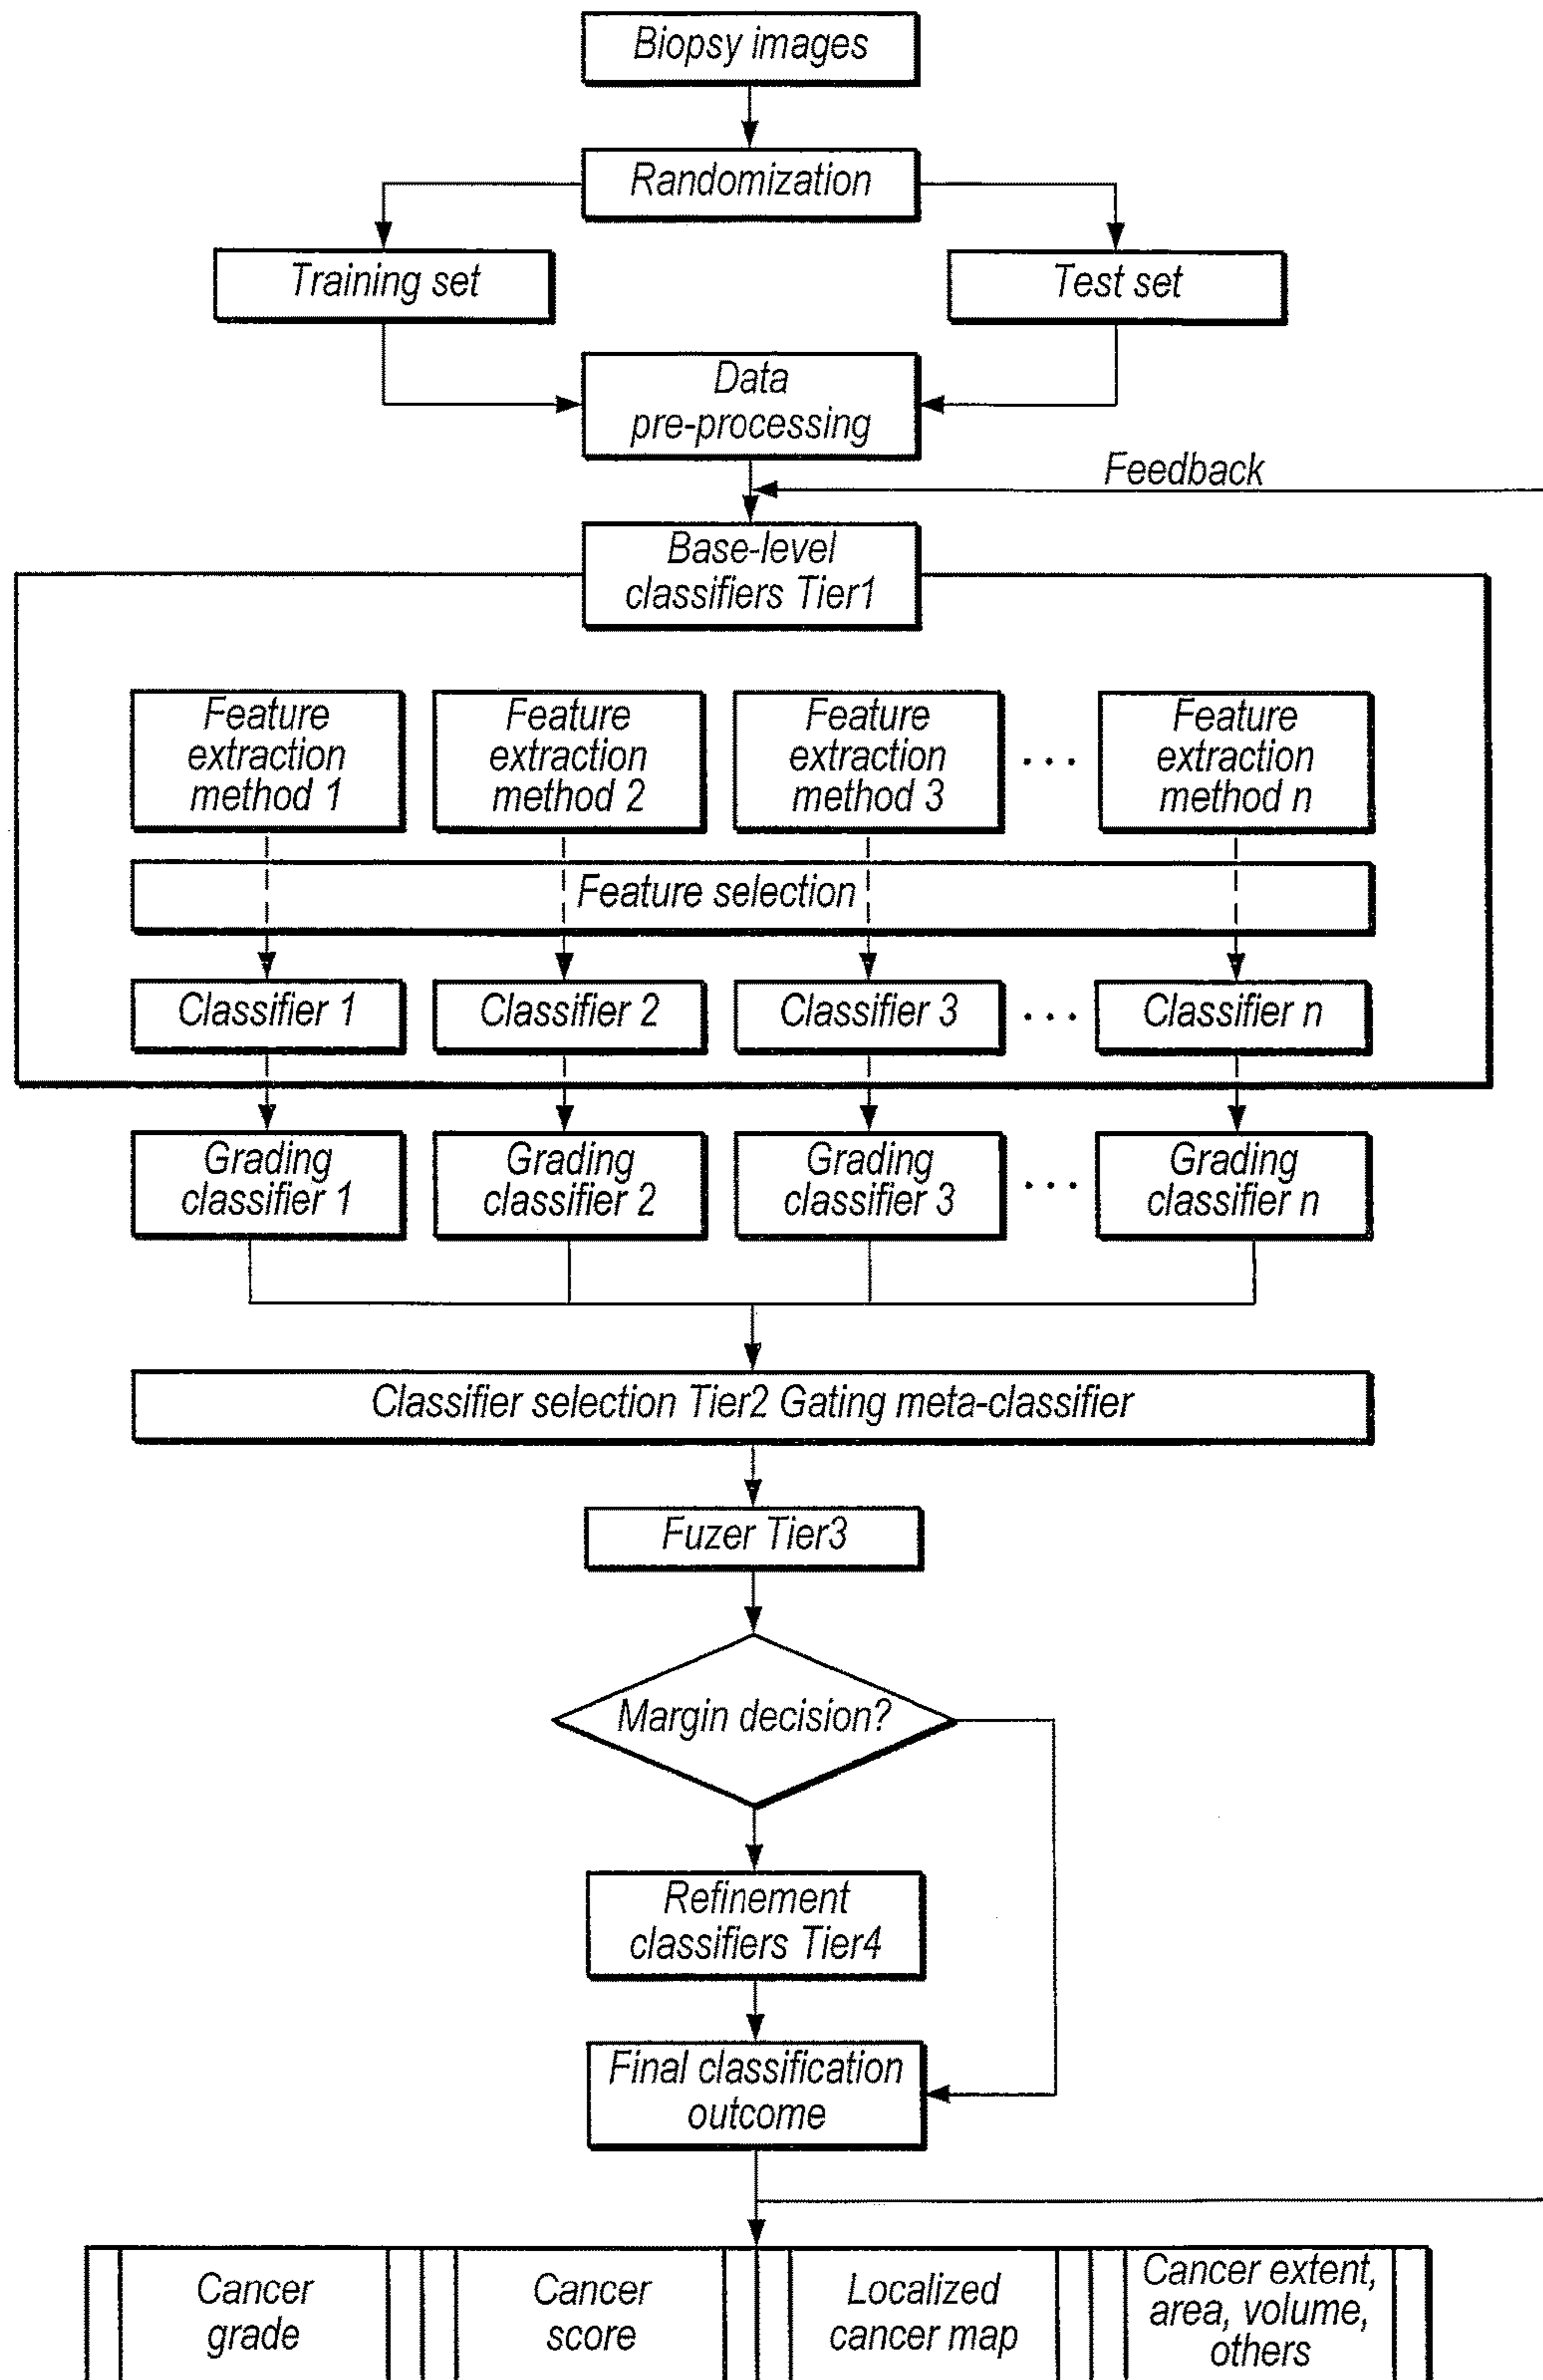 Biopsy images
Randomization
Training set
Test set
Data
pre-processing
Feedback
Base-level
classifiers Tier1
Feature
extraction
method 1
Feature
extraction
method 2
Feature
extraction
method 3
...
Feature
extraction
method n
Feature selection
Classifier 1
Classifier 2
Classifier 3
...
Classifier n
Grading
classifier 1
Grading
classifier 2
Grading
classifier 3
...
Grading
classifier n
Classifier selection Tier2 Gating meta-classifier
Fuzer Tier3
Margin decision?
Refinement
classifiers Tier4
Final classification
outcome
Cancer
grade
Cancer
score
Localized
cancer map
Cancer extent,
area, volume,
others